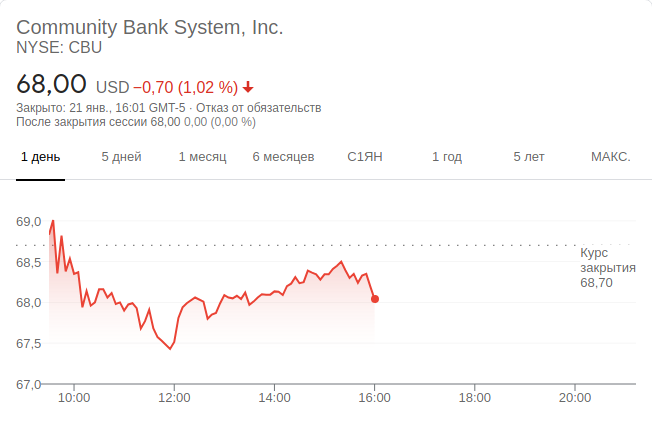 Community Bank System, Inc.
NYSE: CBU
68,00 USD −0,70 (1,02 %)
Закрыто: 21 янв., 16:01 GMT-5 · Отказ от обязательств
После закрытия сессии 68,00 0,00 (0,00 %)
1 день 5 дней 1 месяц 6 месяцев С1ЯН 1 год 5 лет МАКС.
69,0
Курс
68,5 закрытия
68,70
68,0
67,5
67,0
10:00 12:00 14:00 16:00 18:00 20:00